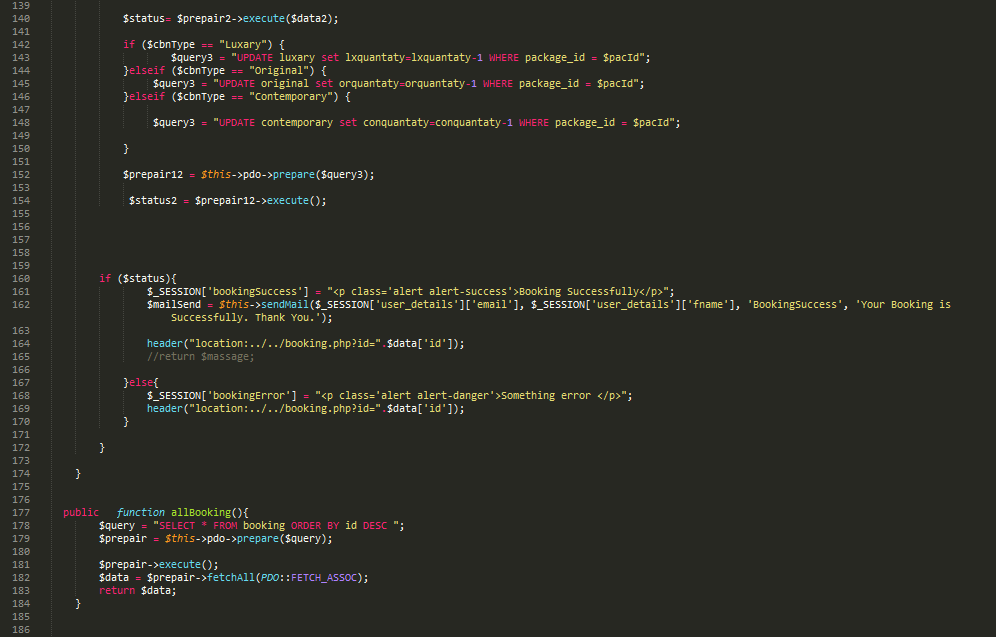 139
140 $status= $prepair2->execute($data2);
141
142 if ($cbnType == "Luxary") {
143 $query3 = "UPDATE luxary set lxquantaty=lxquantaty-1 WHERE package_id = $pacId";
144 }elseif ($cbnType == "Original") {
145 $query3 = "UPDATE original set orquantaty=orquantaty-1 WHERE package_id = $pacId";
146 }elseif ($cbnType == "Contemporary") {
147
148 $query3 = "UPDATE contemporary set conquantaty=conquantaty-1 WHERE package_id = $pacId";
149
150 }
151
152 $prepair12 = $this->pdo->prepare($query3);
153
154 $status2 = $prepair12->execute();
155
156
157
158
159
160 if ($status){
161 $_SESSION['bookingSuccess'] = "<p class='alert alert-success'>Booking Successfully</p>";
162 $mailSend = $this->sendMail($_SESSION['user_details']['email'], $_SESSION['user_details']['fname'], 'BookingSuccess', 'Your Booking is
Successfully. Thank You.');
163
164 header("location:../../booking.php?id=".$data['id']);
165 //return $massage;
166
167 }else{
168 $_SESSION['bookingError'] = "<p class='alert alert-danger'>Something error </p>";
169 header("location:../../booking.php?id=".$data['id']);
170 }
171
172 }
173
174 }
175
176
177 public function allBooking(){
178 $query = "SELECT * FROM booking ORDER BY id DESC ";
179 $prepair = $this->pdo->prepare($query);
180
181 $prepair->execute();
182 $data = $prepair->fetchAll(PDO::FETCH_ASSOC);
183 return $data;
184 }
185
186